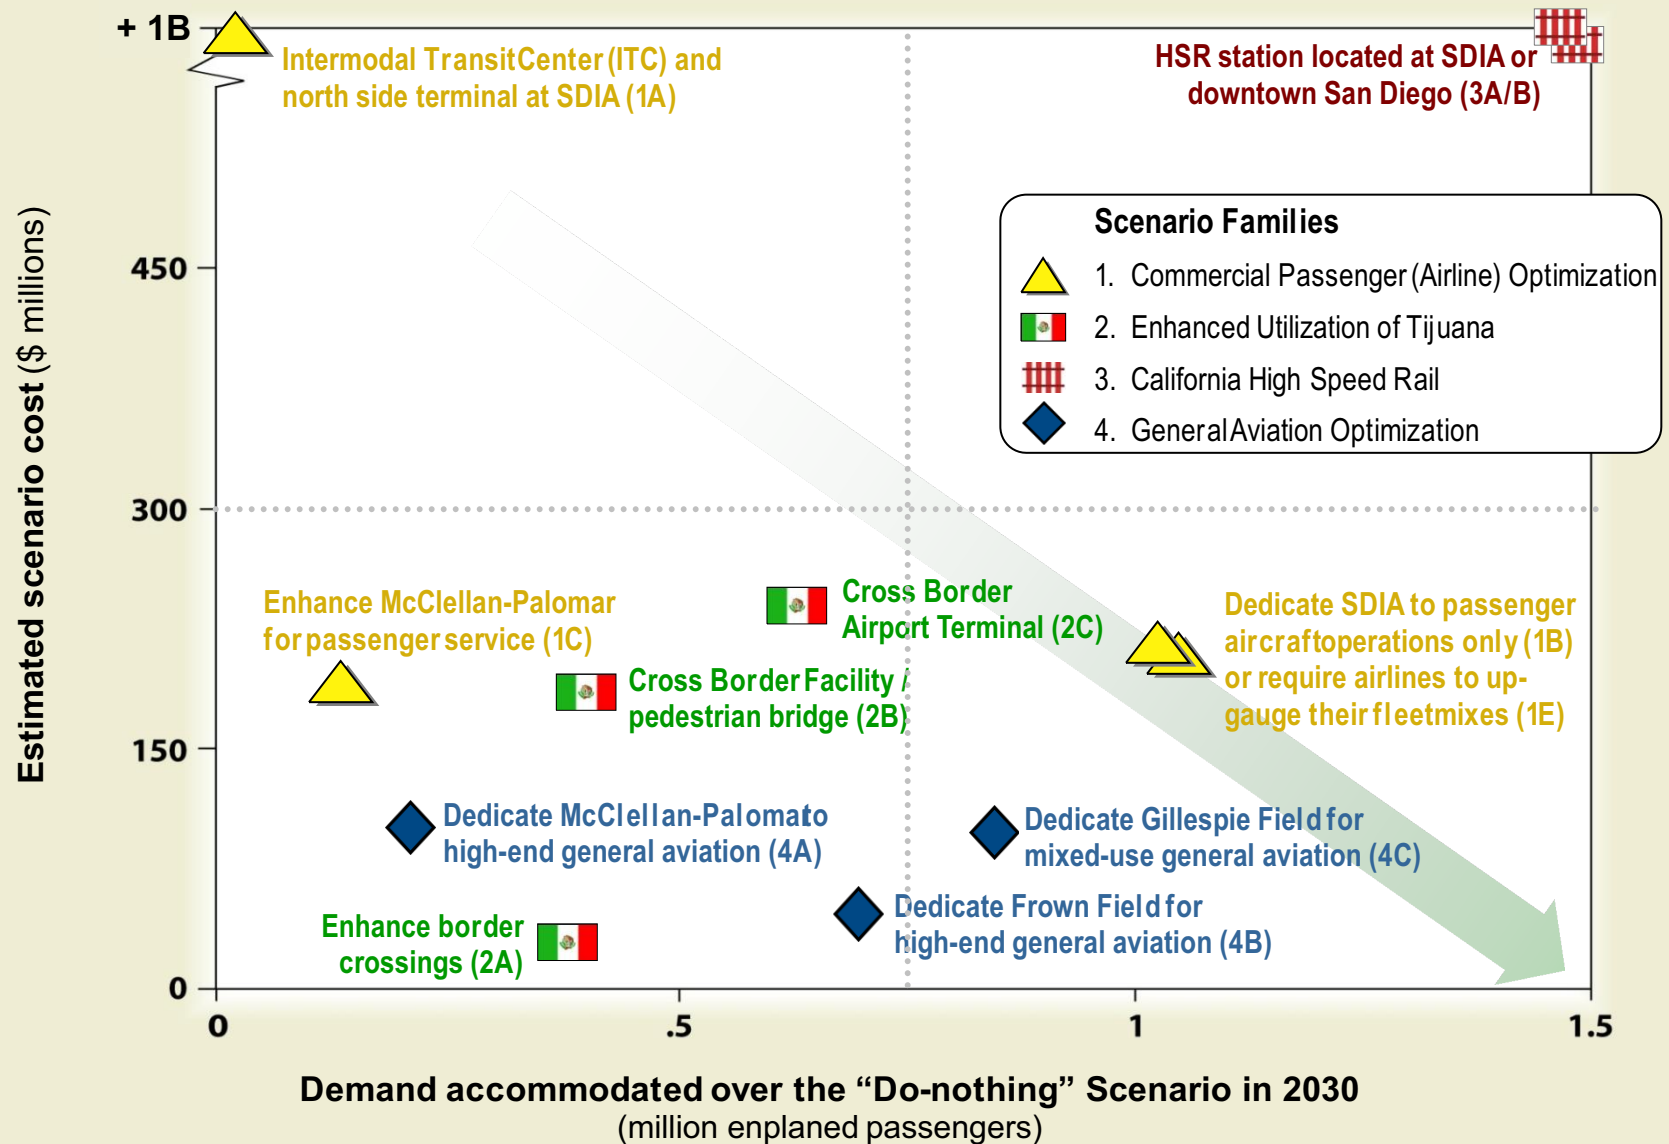 + 1B
Intermodal Transit Center (ITC) and
north side terminal at SDIA (1A)
HSR station located at SDIA or
downtown San Diego (3A/B)
Scenario Families
1. Commercial Passenger (Airline) Optimization
2. Enhanced Utilization of Tijuana
3. California High Speed Rail
4. General Aviation Optimization
Estimated scenario cost ($ millions)
450
300
150
0
Enhance McClellan-Palomar
for passenger service (1C)
Cross Border
Airport Terminal (2C)
Dedicate SDIA to passenger
aircraft operations only (1B)
or require airlines to up-
gauge their fleet mixes (1E)
Cross Border Facility /
pedestrian bridge (2B)
Dedicate McClellan-Palomar to
high-end general aviation (4A)
Dedicate Gillespie Field for
mixed-use general aviation (4C)
Dedicate Frown Field for
high-end general aviation (4B)
Enhance border
crossings (2A)
0 .5 1 1.5
Demand accommodated over the “Do-nothing” Scenario in 2030
(million enplaned passengers)